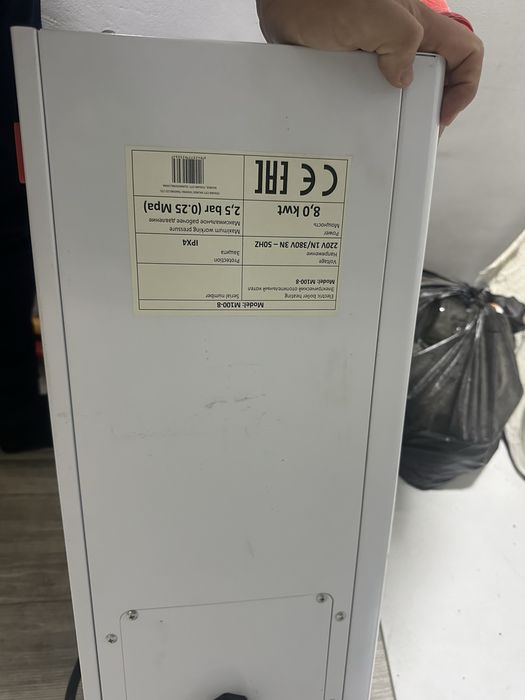 Model: M100-8
Electric boiler heating
Электрический отопительный котел
Model: M100-8
Serial number
Voltage
Напряжение
220V 1N/380V 3N ~ 50HZ
Protection
Защита
IPX4
Power
Мощность
8,0 kwt
Maximum working pressure
Максимальное рабочее давление
2,5 bar (0.25 Mpa)
CE EAC